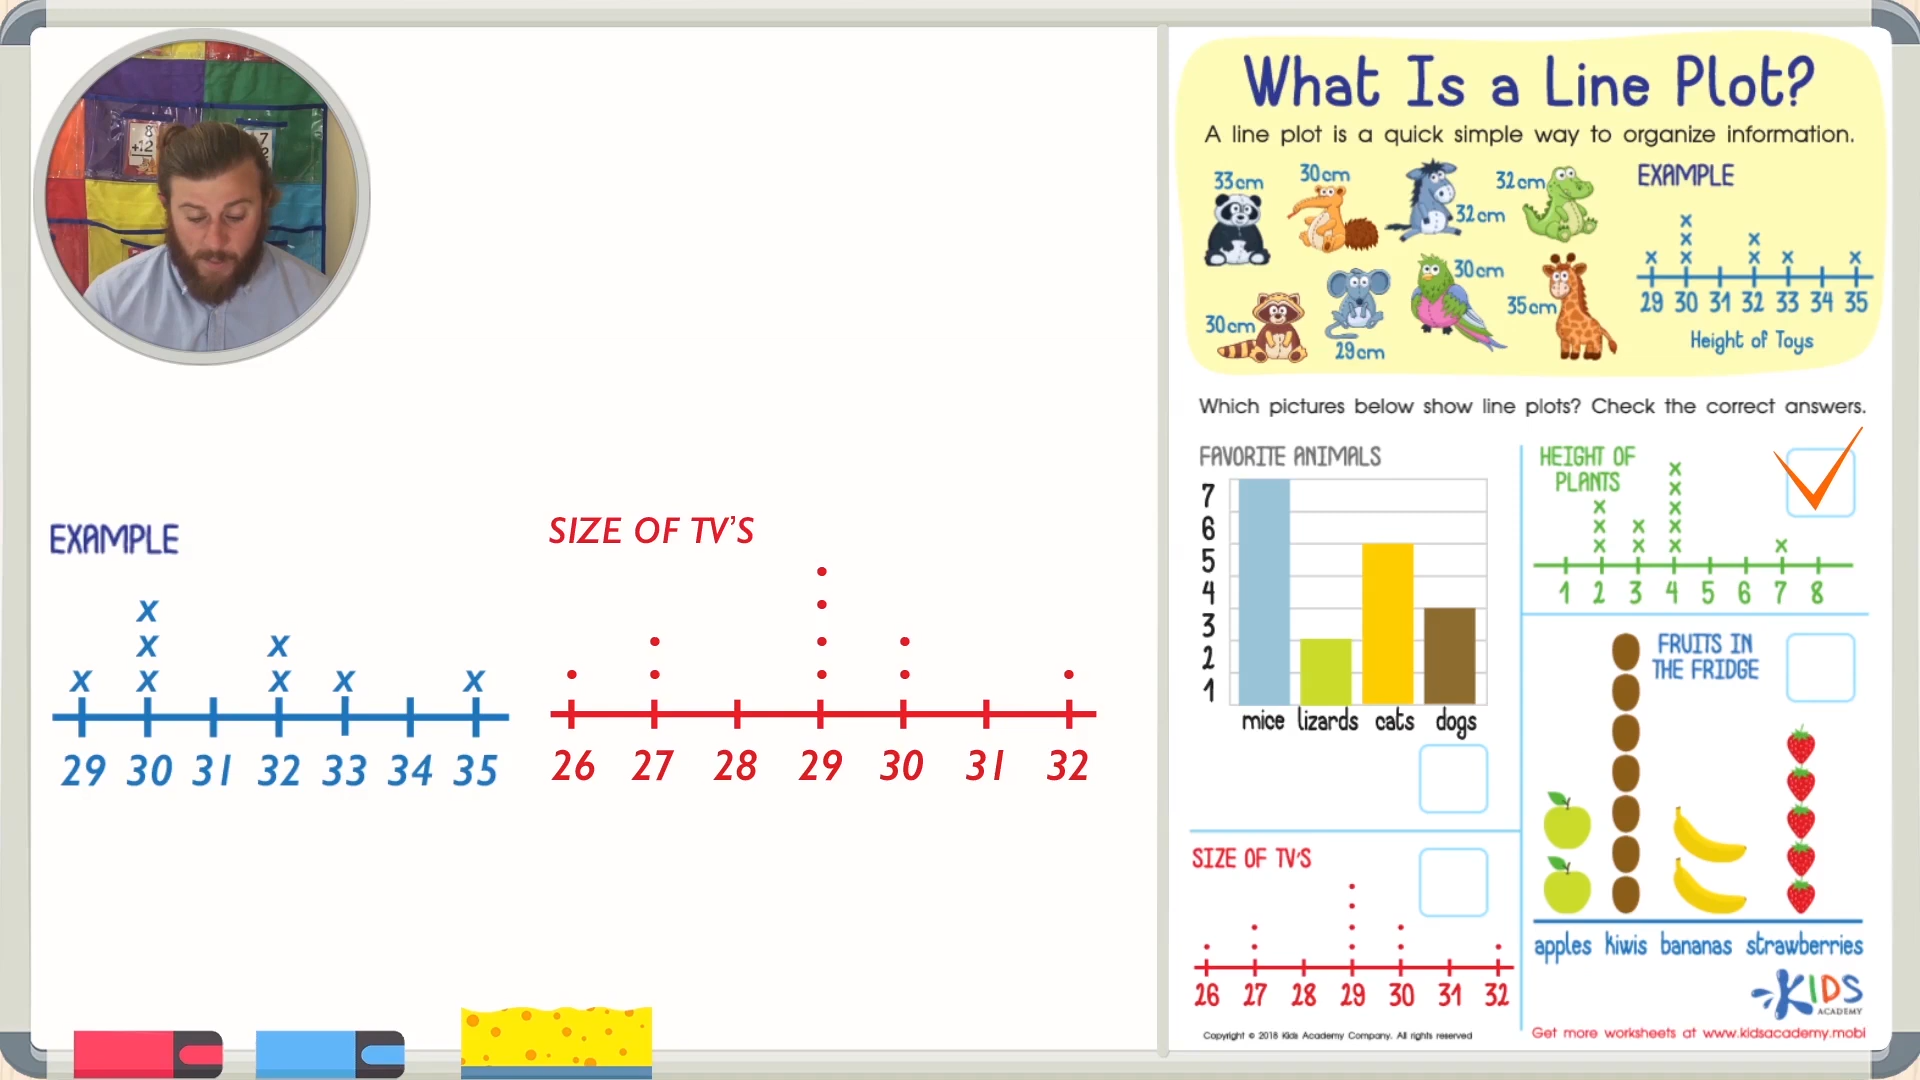 8
+12
7
2
EXAMPLE
x
x
x x
x x x x x
29 30 31 32 33 34 35
SIZE OF TV'S
26 27 28 29 30 31 32
What Is a Line Plot?
A line plot is a quick simple way to organize information.
33cm
30cm
32cm
32cm
30cm
29cm
30cm
35cm
EXAMPLE
x
x x
x x x x x
29 30 31 32 33 34 35
Height of Toys
Which pictures below show line plots? Check the correct answers.
FAVORITE ANIMALS
7
6
5
4
3
2
1
mice lizards cats dogs
HEIGHT OF
PLANTS
x
x
x x
x x x
x x x x
1 2 3 4 5 6 7 8
SIZE OF TV'S
26 27 28 29 30 31 32
FRUITS IN
THE FRIDGE
apples kiwis bananas strawberries
KIDS
ACADEMY
Copyright © 2018 Kids Academy Company. All rights reserved
Get more worksheets at www.kidsacademy.mobi